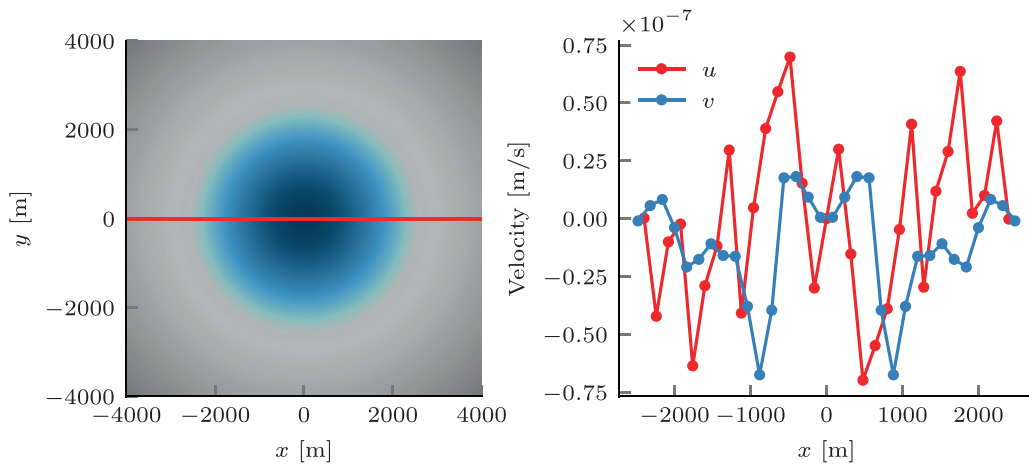 ×10⁻⁷
4000
2000
0
−2000
−4000
y [m]
−4000 −2000 0 2000 4000
x [m]
0.75
0.50
0.25
0.00
−0.25
−0.50
−0.75
Velocity [m/s]
u
v
−2000 −1000 0 1000 2000
x [m]